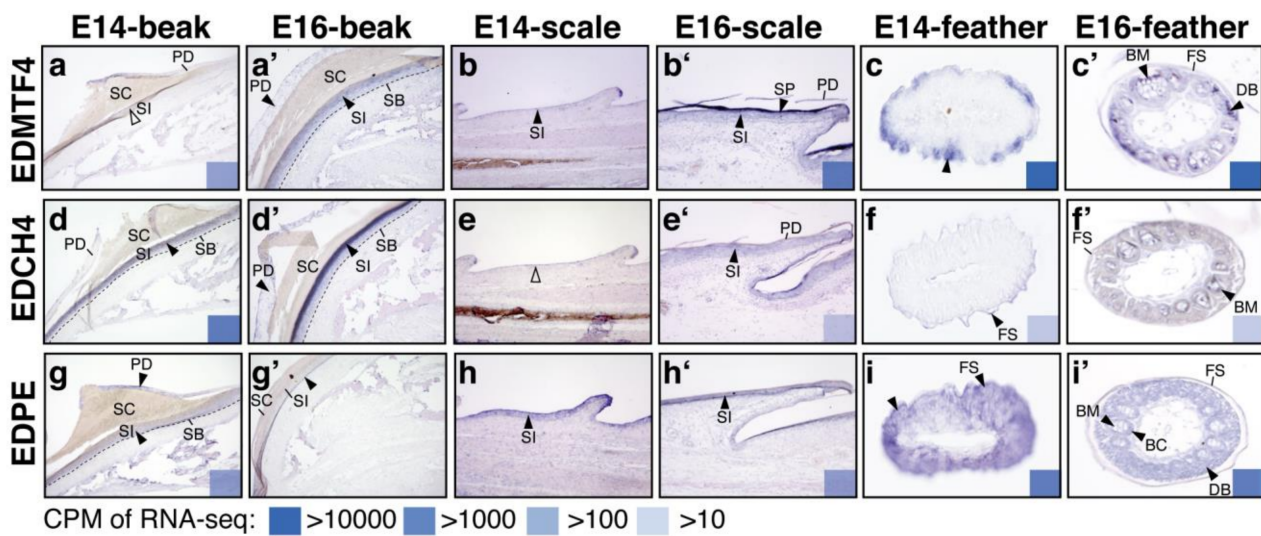 E14-beak E16-beak E14-scale E16-scale E14-feather E16-feather
EDMTF4
a PD SC SI
a’ PD SC SI SB
b SI
b‘ SP PD SI
c
c’ BM FS DB
EDCH4
d PD SC SI SB
d’ PD SC SB SI
e
e‘ PD SI
f FS
f’ FS BM
EDPE
g PD SC SI SB
g’ SC SI
h SI
h‘ SI
i FS
i’ FS BM BC DB
CPM of RNA-seq: >10000 >1000 >100 >10